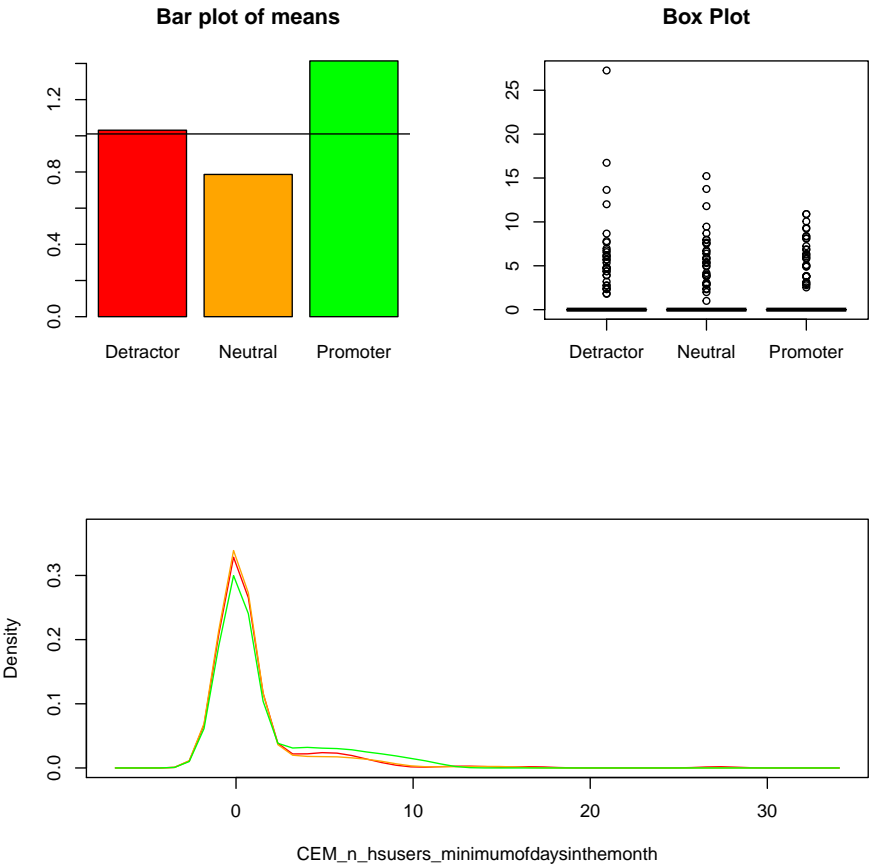 Bar plot of means
0.0 0.4 0.8 1.2
Detractor Neutral Promoter
Box Plot
0 5 10 15 20 25
Detractor Neutral Promoter
Density
0.0 0.1 0.2 0.3
0 10 20 30
CEM_n_hsusers_minimumofdaysinthemonth